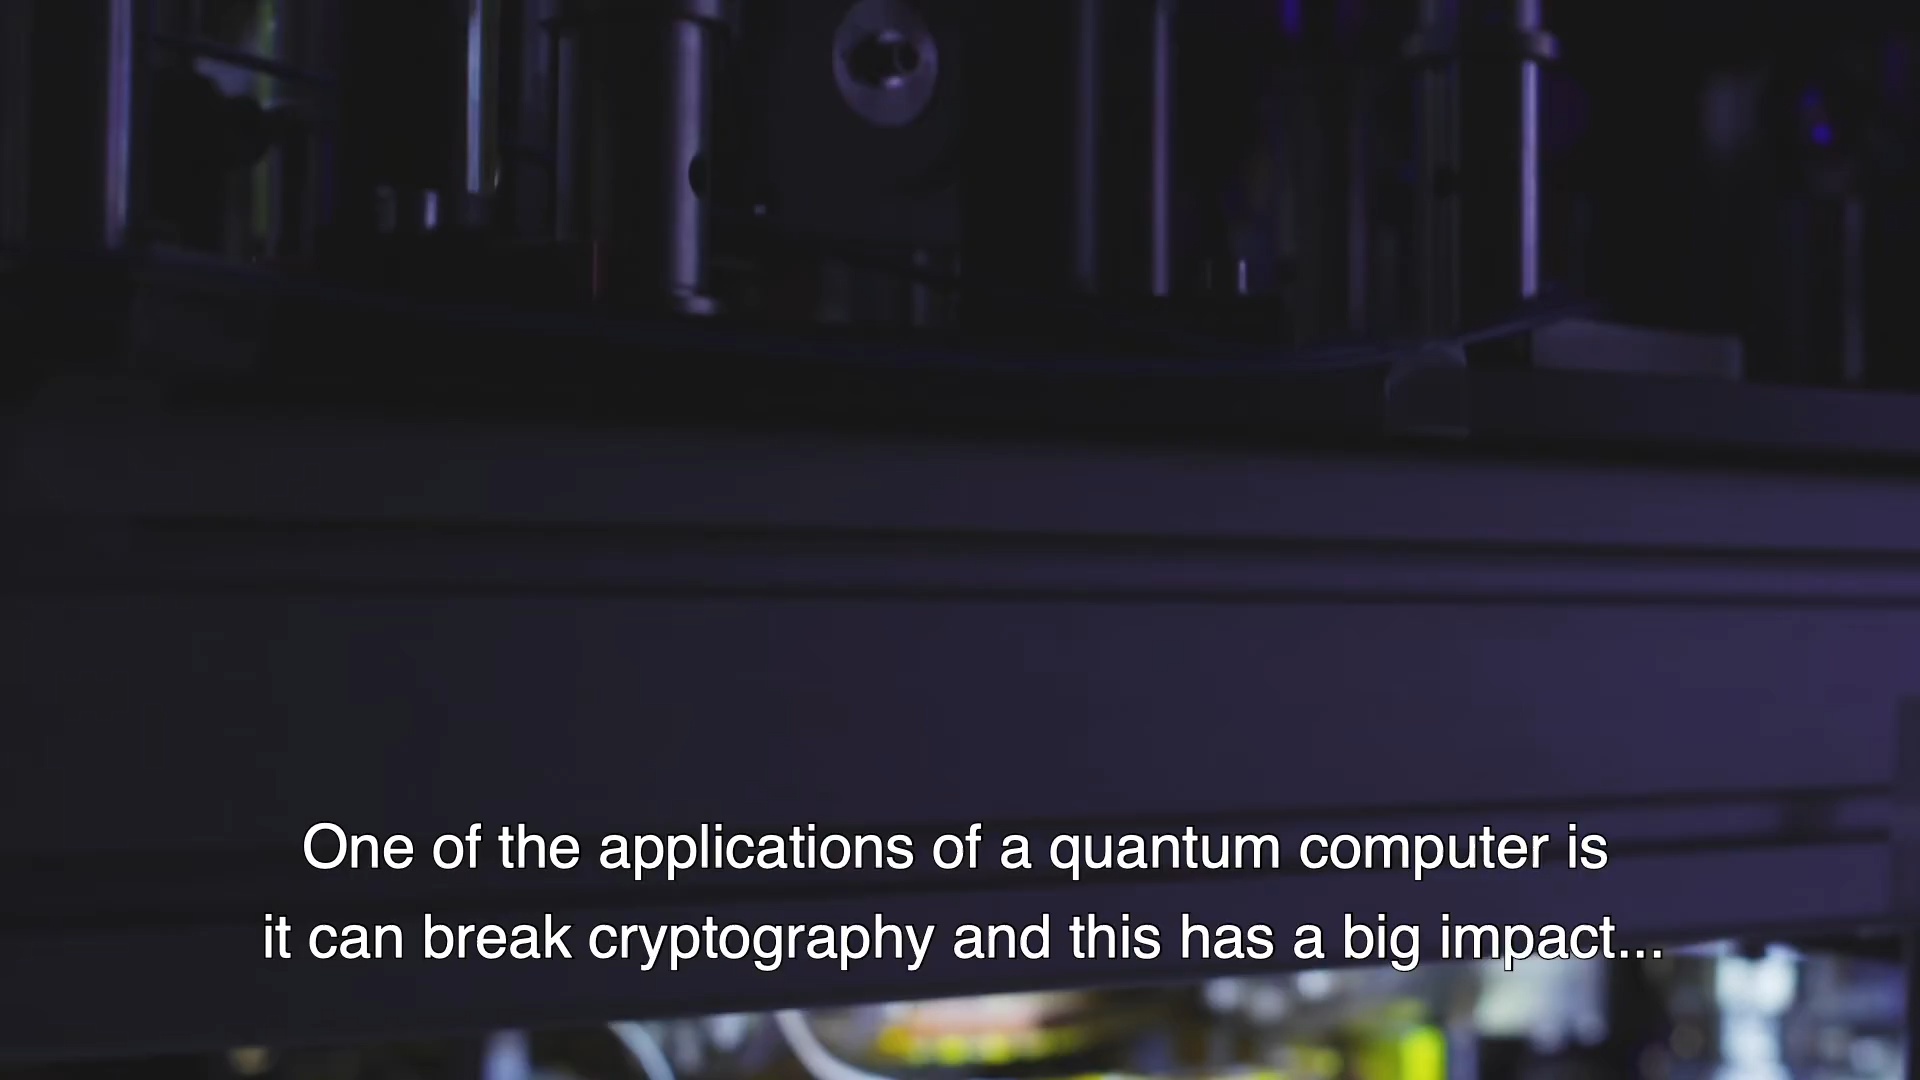 One of the applications of a quantum computer is
it can break cryptography and this has a big impact...